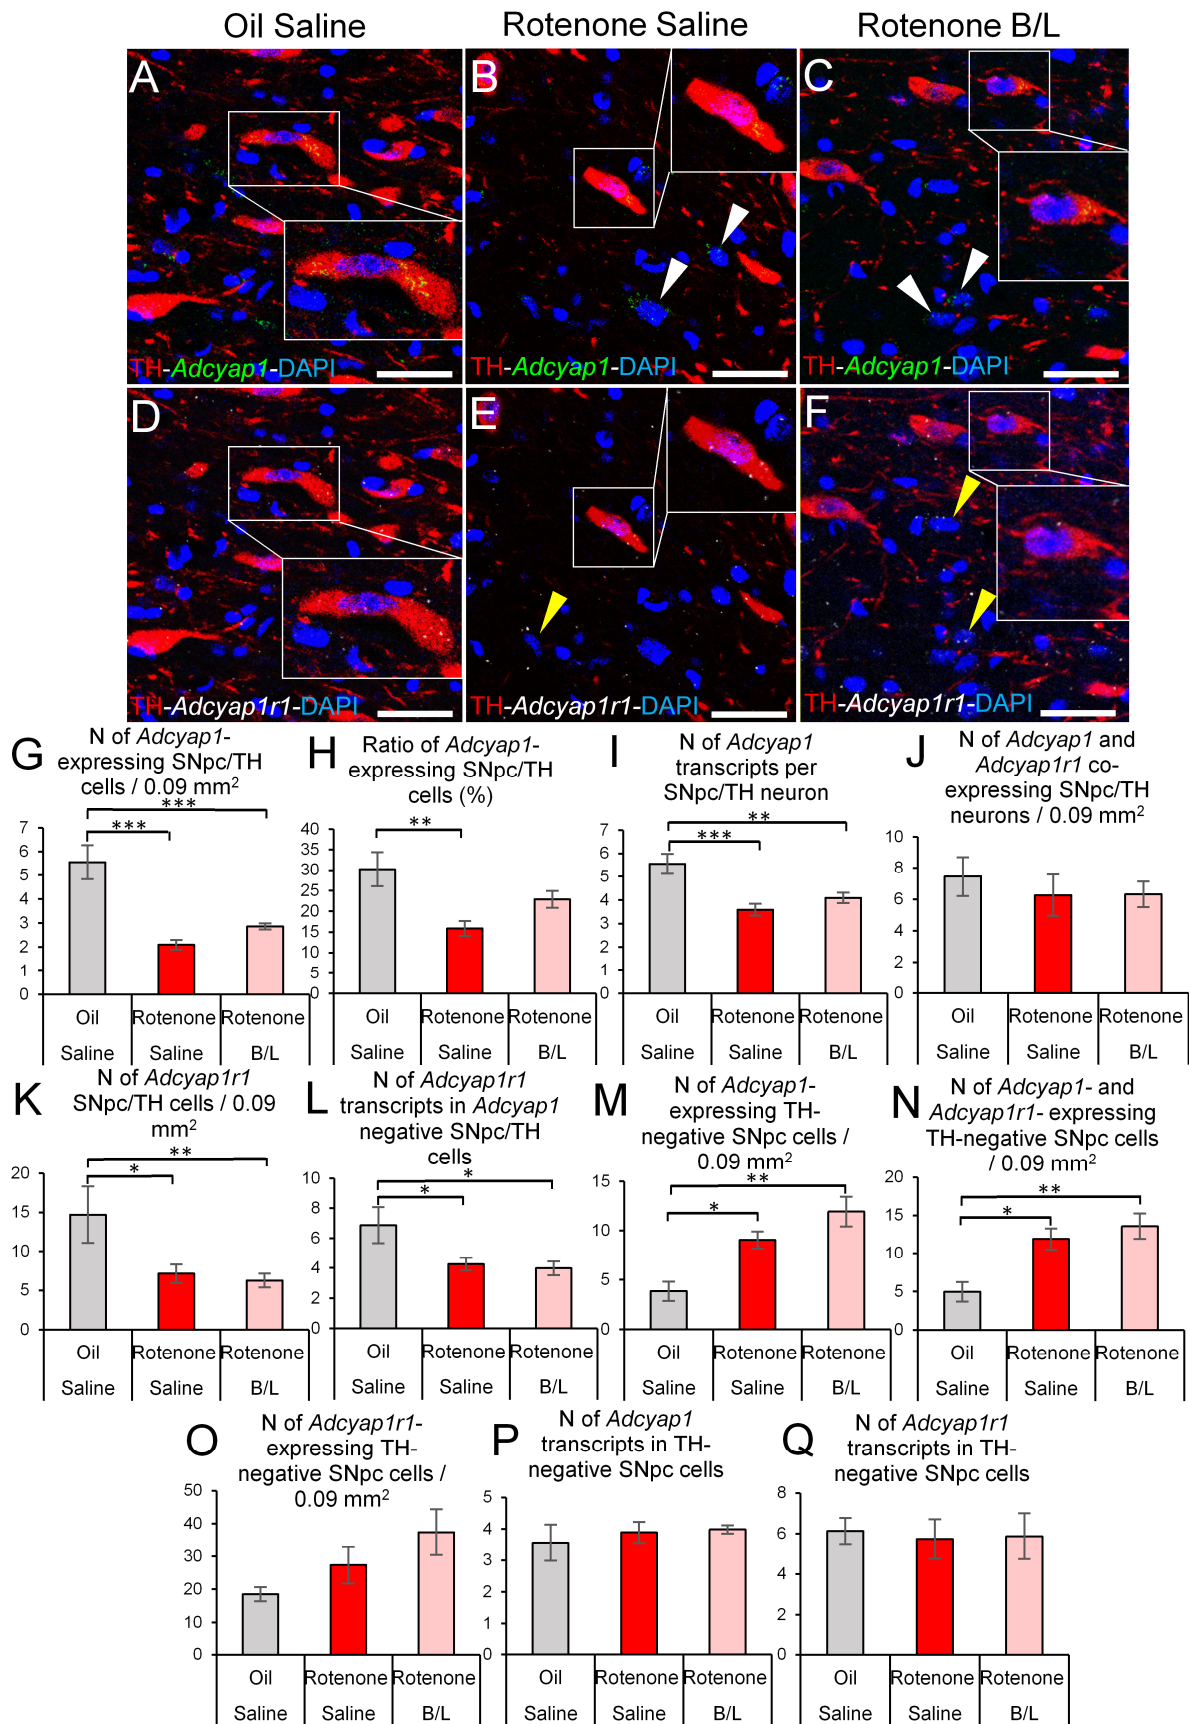 Oil Saline
Rotenone Saline
Rotenone B/L
A
B
C
TH-Adcyap1-DAPI
TH-Adcyap1-DAPI
TH-Adcyap1-DAPI
D
E
F
TH-Adcyap1r1-DAPI
TH-Adcyap1r1-DAPI
TH-Adcyap1r1-DAPI
G
N of Adcyap1-
expressing SNpc/TH
cells / 0.09 mm²
***
***
7
6
5
4
3
2
1
0
Oil
Rotenone
Rotenone
Saline
Saline
B/L
H
Ratio of Adcyap1-
expressing SNpc/TH
cells (%)
**
40
35
30
25
20
15
10
5
0
Oil
Rotenone
Rotenone
Saline
Saline
B/L
I
N of Adcyap1
transcripts per
SNpc/TH neuron
**
***
7
6
5
4
3
2
1
0
Oil
Rotenone
Rotenone
Saline
Saline
B/L
J
N of Adcyap1 and
Adcyap1r1 co-
expressing SNpc/TH
neurons / 0.09 mm²
10
8
6
4
2
0
Oil
Rotenone
Rotenone
Saline
Saline
B/L
K
N of Adcyap1r1
SNpc/TH cells / 0.09
mm²
**
*
20
15
10
5
0
Oil
Rotenone
Rotenone
Saline
Saline
B/L
L
N of Adcyap1r1
transcripts in Adcyap1
negative SNpc/TH
cells
*
*
10
8
6
4
2
0
Oil
Rotenone
Rotenone
Saline
Saline
B/L
M
N of Adcyap1-
expressing TH-
negative SNpc cells /
0.09 mm²
**
*
15
10
5
0
Oil
Rotenone
Rotenone
Saline
Saline
B/L
N
N of Adcyap1- and
Adcyap1r1- expressing
TH-negative SNpc cells
/ 0.09 mm²
**
*
20
15
10
5
0
Oil
Rotenone
Rotenone
Saline
Saline
B/L
O
N of Adcyap1r1-
expressing TH-
negative SNpc cells /
0.09 mm²
50
40
30
20
10
0
Oil
Rotenone
Rotenone
Saline
Saline
B/L
P
N of Adcyap1
transcripts in TH-
negative SNpc cells
5
4
3
2
1
0
Oil
Rotenone
Rotenone
Saline
Saline
B/L
Q
N of Adcyap1r1
transcripts in TH-
negative SNpc cells
8
6
4
2
0
Oil
Rotenone
Rotenone
Saline
Saline
B/L